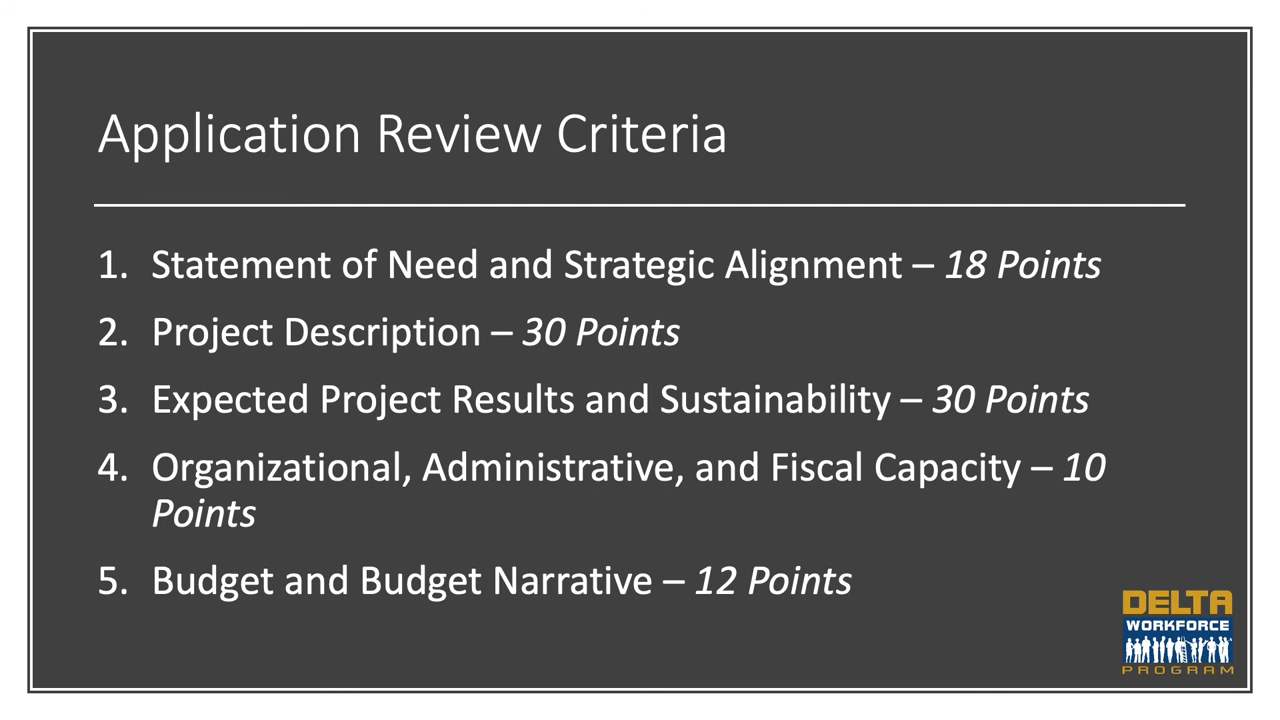 Application Review Criteria
1. Statement of Need and Strategic Alignment – 18 Points
2. Project Description – 30 Points
3. Expected Project Results and Sustainability – 30 Points
4. Organizational, Administrative, and Fiscal Capacity – 10
Points
5. Budget and Budget Narrative – 12 Points
DELTA
WORKFORCE
PROGRAM